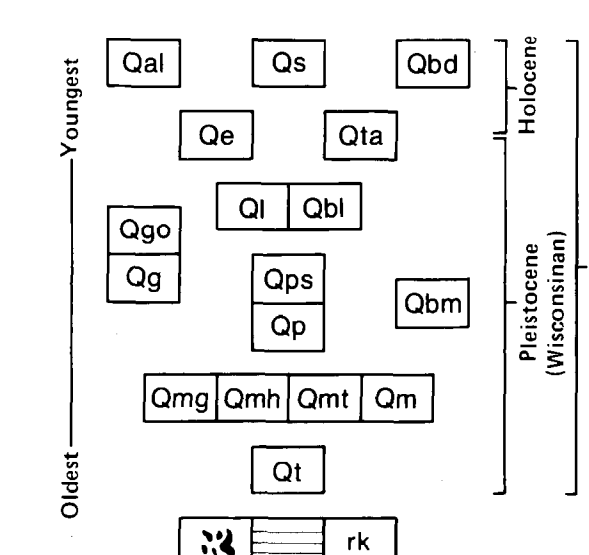 Youngest
Oldest
Qal Qs Qbd
Qe Qta
Ql Qbl
Qgo
Qg
Qps
Qp
Qbm
Qmg Qmh Qmt Qm
Qt
rk
Holocene
Pleistocene
(Wisconsinan)